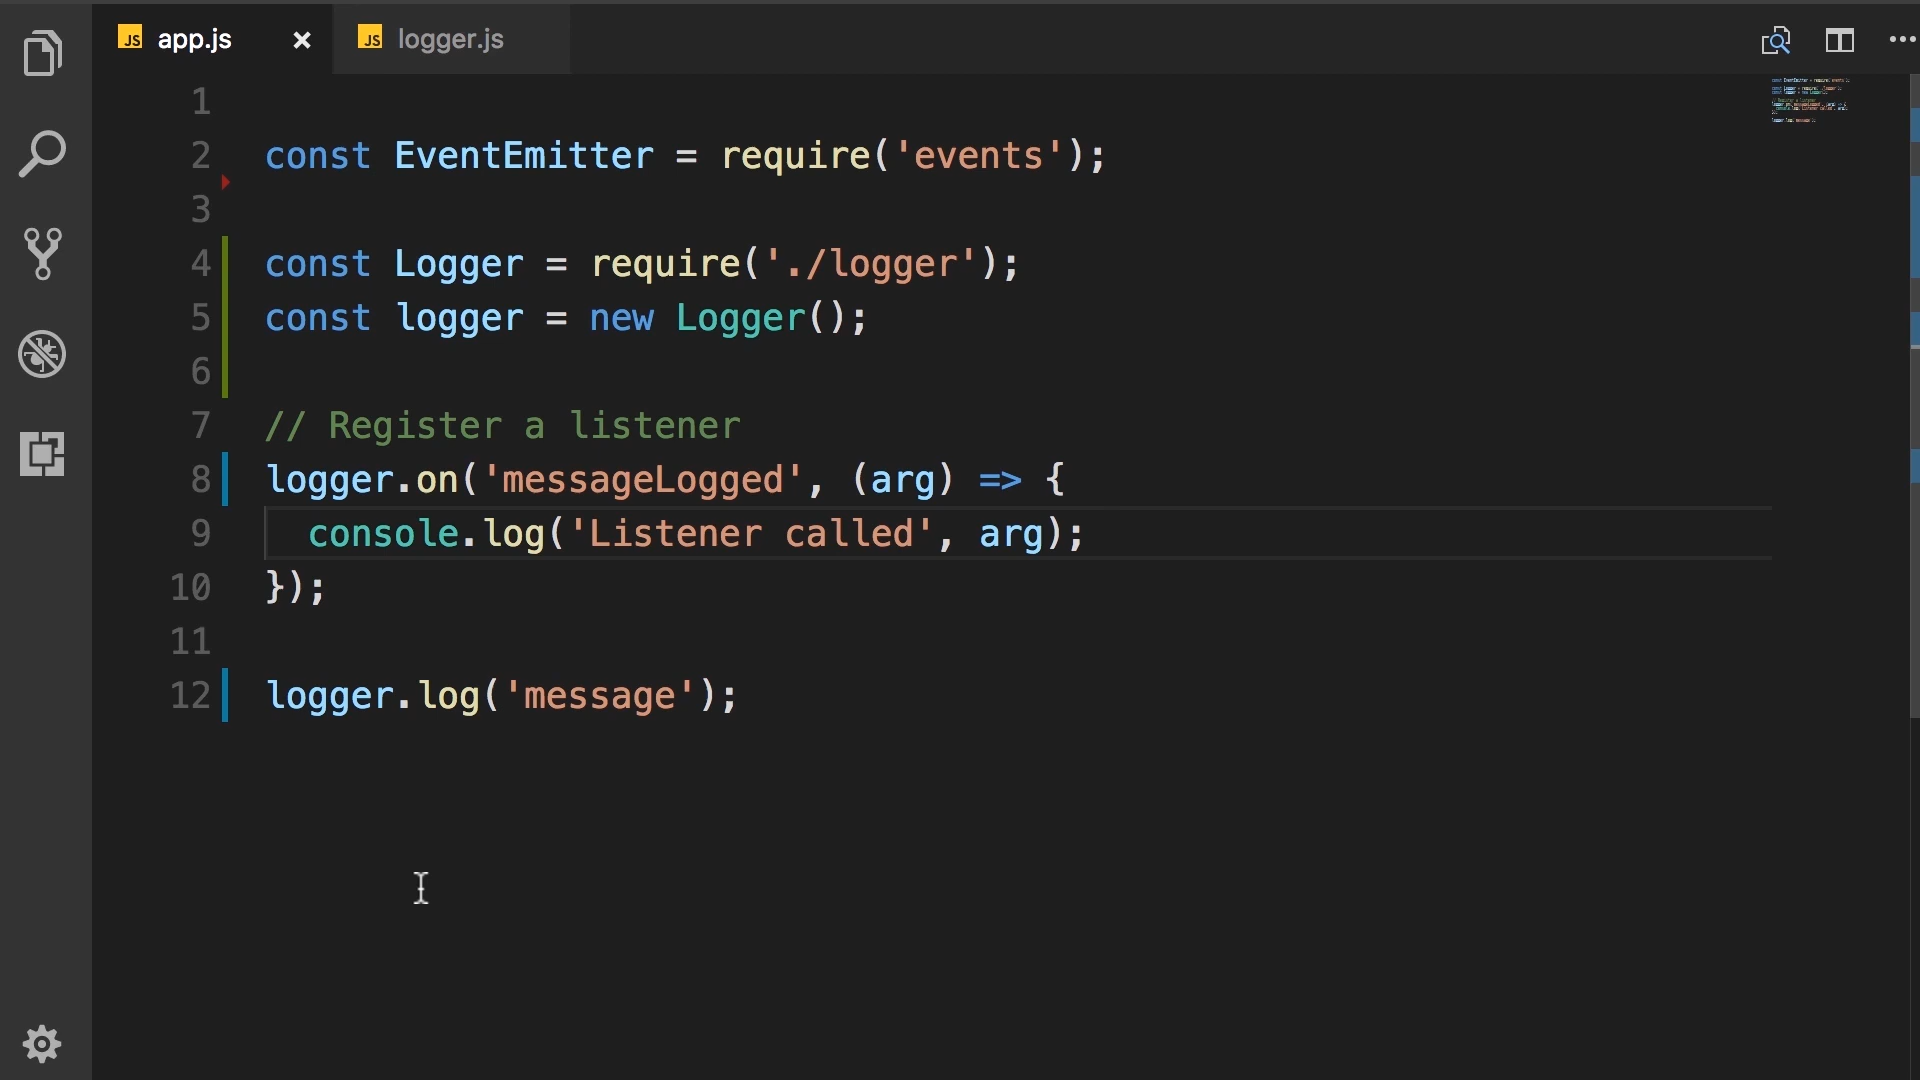 JS app.js × JS logger.js
1
2 const EventEmitter = require('events');
3
4 const Logger = require('./logger');
5 const logger = new Logger();
6
7 // Register a listener
8 logger.on('messageLogged', (arg) => {
9   console.log('Listener called', arg);
10 });
11
12 logger.log('message');